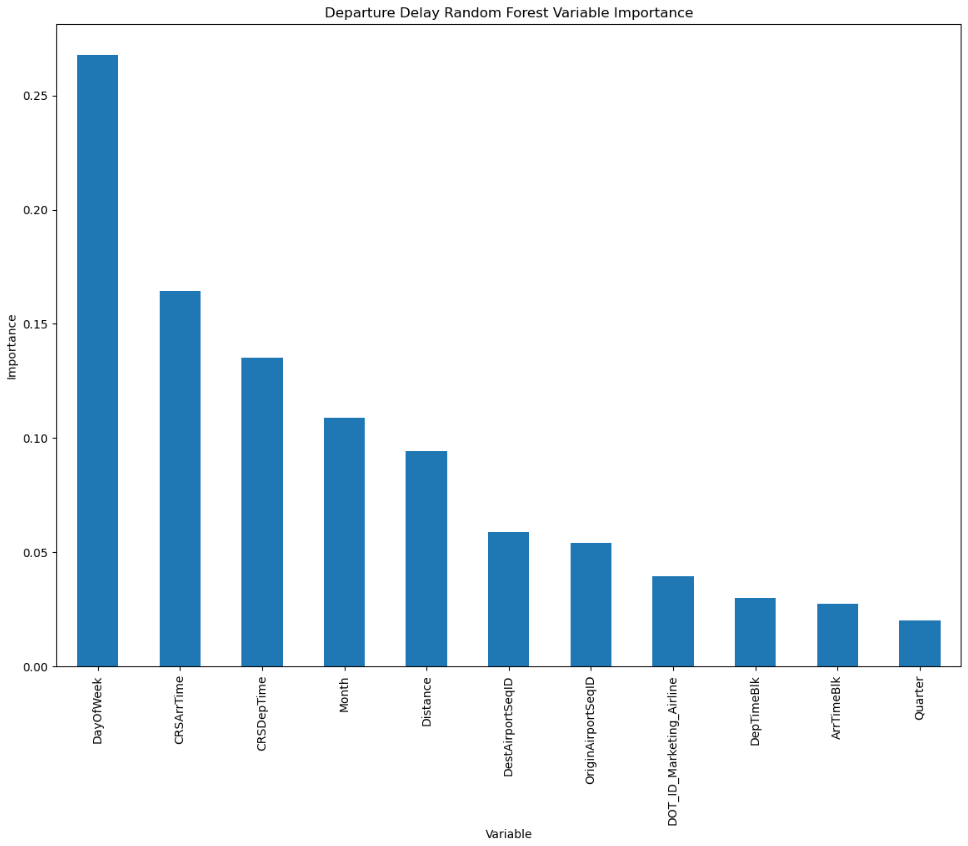 Departure Delay Random Forest Variable Importance
0.25
0.20
0.15
0.10
0.05
0.00
Importance
DayOfWeek
CRSArrTime
CRSDepTime
Month
Distance
DestAirportSeqID
OriginAirportSeqID
DOT_ID_Marketing_Airline
DepTimeBlk
ArrTimeBlk
Quarter
Variable